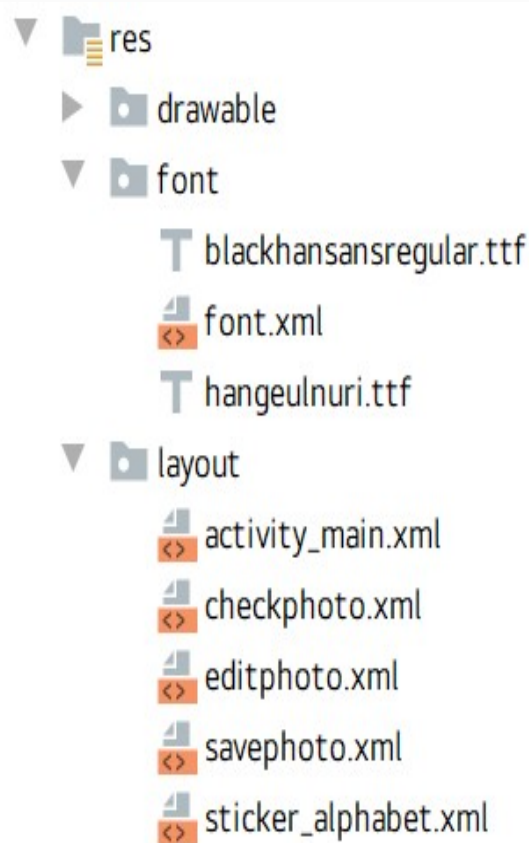 res
drawable
font
blackhansansregular.ttf
font.xml
hangeulnuri.ttf
layout
activity_main.xml
checkphoto.xml
editphoto.xml
savephoto.xml
sticker_alphabet.xml